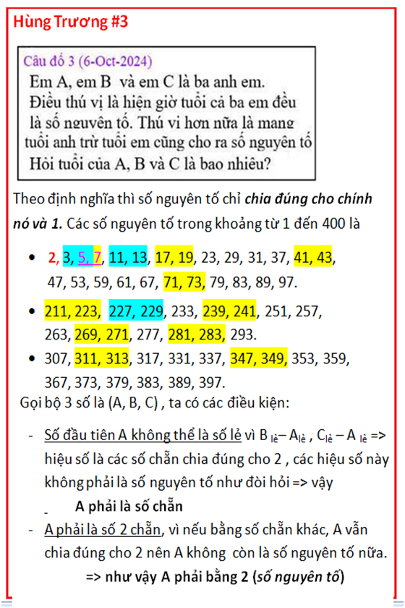 Hùng Trương #3
Câu đố 3 (6-Oct-2024)
Em A, em B và em C là ba anh em.
Điều thú vị là hiện giờ tuổi cả ba em đều
là số nguyên tố. Thú vị hơn nữa là mang
tuổi anh trừ tuổi em cũng cho ra số nguyên tố
Hỏi tuổi của A, B và C là bao nhiêu?
Theo định nghĩa thì số nguyên tố chỉ chia đúng cho chính
nó và 1. Các số nguyên tố trong khoảng từ 1 đến 400 là
• 2, 3, 5, 7, 11, 13, 17, 19, 23, 29, 31, 37, 41, 43,
47, 53, 59, 61, 67, 71, 73, 79, 83, 89, 97.
• 211, 223, 227, 229, 233, 239, 241, 251, 257,
263, 269, 271, 277, 281, 283, 293.
• 307, 311, 313, 317, 331, 337, 347, 349, 353, 359,
367, 373, 379, 383, 389, 397.
Gọi bộ 3 số là (A, B, C) , ta có các điều kiện:
- Số đầu tiên A không thể là số lẻ vì B lẻ – A lẻ , C lẻ – A lẻ =>
hiệu số là các số chẵn chia đúng cho 2 , các hiệu số này
không phải là số nguyên tố như đòi hỏi => vậy
- A phải là số chẵn
- A phải là số 2 chẵn, vì nếu bằng số chẵn khác, A vẫn
chia đúng cho 2 nên A không còn là số nguyên tố nữa.
=> như vậy A phải bằng 2 (số nguyên tố)